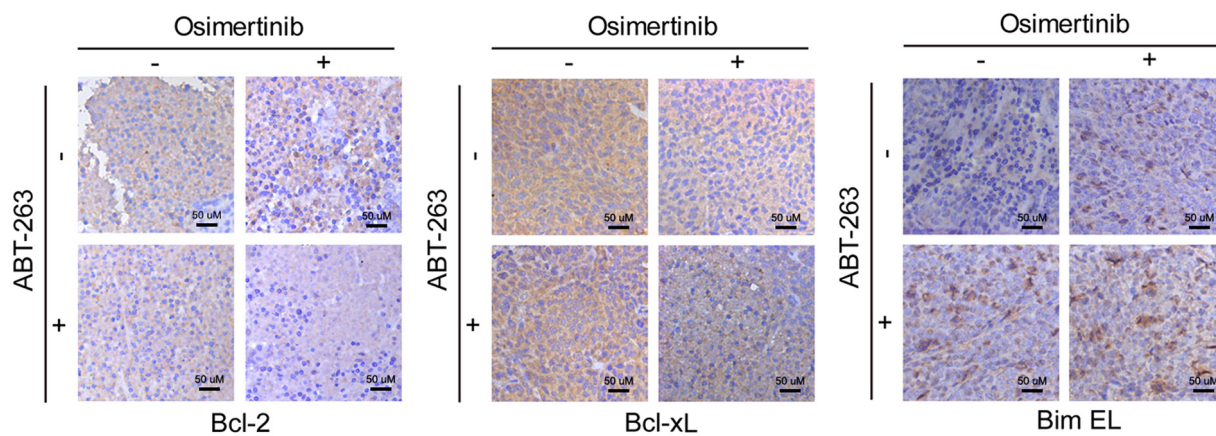 Osimertinib
- +
ABT-263
-
50 uM
50 uM
+
50 uM
50 uM
Bcl-2
Osimertinib
- +
ABT-263
-
50 uM
50 uM
+
50 uM
50 uM
Bcl-xL
Osimertinib
- +
ABT-263
-
50 uM
50 uM
+
50 uM
50 uM
Bim EL